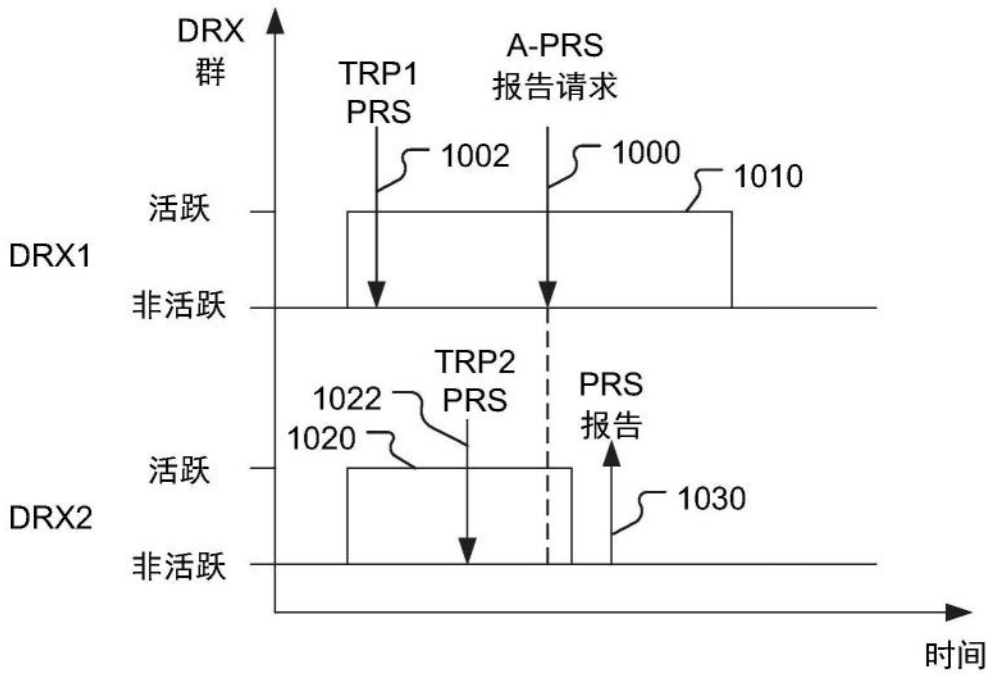 DRX
群
TRP1
PRS
A-PRS
报告请求
1002
1000
1010
活跃
DRX1
非活跃
TRP2
PRS
PRS
报告
1022
1020
活跃
1030
DRX2
非活跃
时间